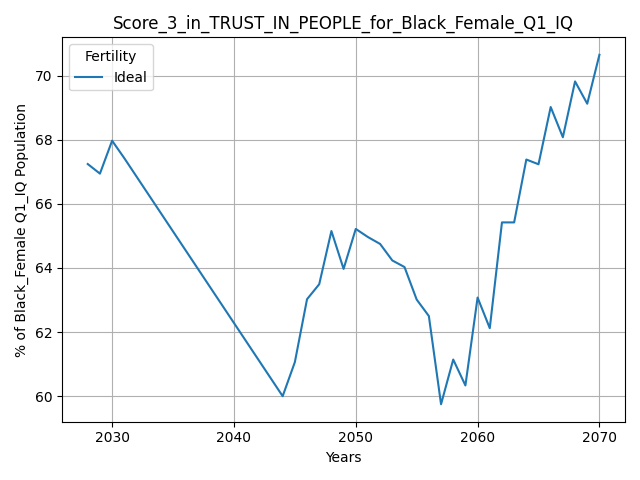 Score_3_in_TRUST_IN_PEOPLE_for_Black_Female_Q1_IQ
Fertility
Ideal
% of Black_Female Q1_IQ Population
70
68
66
64
62
60
2030
2040
2050
2060
2070
Years